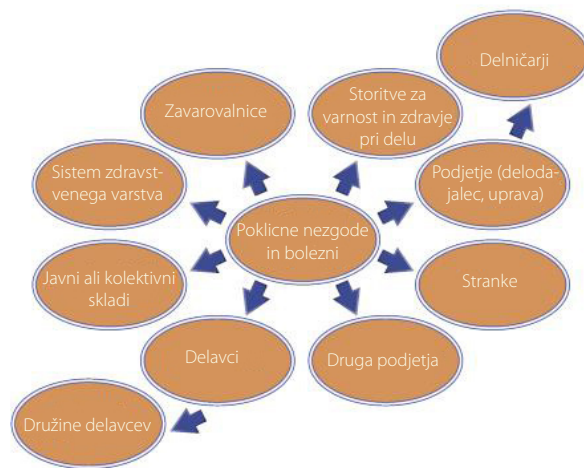 Delničarji
Zavarovalnice
Storitve za
varnost in zdravje
pri delu
Sistem zdravst-
venega varstva
Podjetje (deloda-
jalec, uprava)
Poklicne nezgode
in bolezni
Javni ali kolektivni
skladi
Stranke
Delavci
Druga podjetja
Družine delavcev